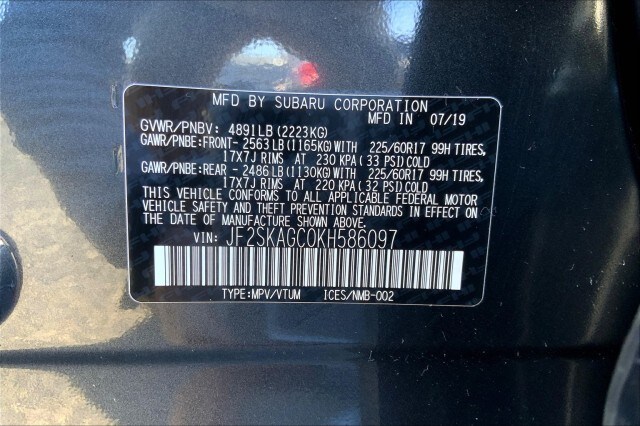 MFD BY SUBARU CORPORATION
MFD IN 07/19
GVWR/PNBV: 4891LB (2223KG)
GAWR/PNBE:FRONT- 2563 LB (1165KG) WITH 225/60R17 99H TIRES,
17X7J RIMS AT 230 KPA (33 PSI) COLD
GAWR/PNBE:REAR - 2486 LB (1130KG) WITH 225/60R17 99H TIRES,
17X7J RIMS AT 220 KPA (32 PSI) COLD
THIS VEHICLE CONFORMS TO ALL APPLICABLE FEDERAL MOTOR
VEHICLE SAFETY AND THEFT PREVENTION STANDARDS IN EFFECT ON
THE DATE OF MANUFACTURE SHOWN ABOVE.
VIN: JF2SKAGC0KH586097
TYPE:MPV/VTUM ICES/NMB-002